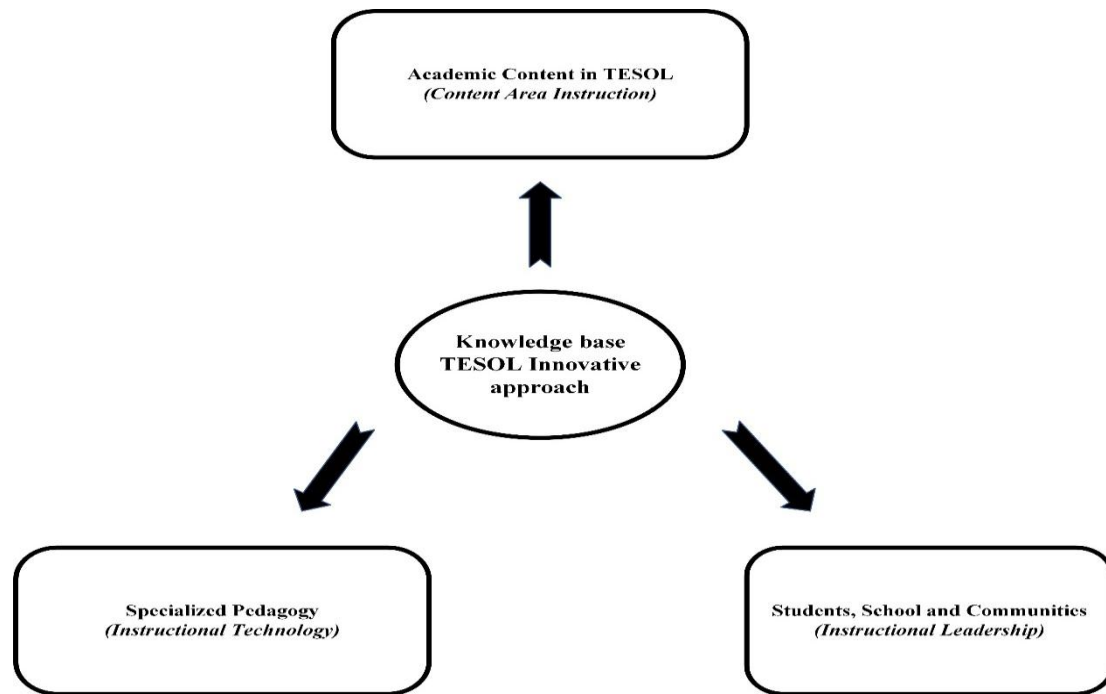 Academic Content in TESOL
(Content Area Instruction)
Knowledge base
TESOL Innovative
approach
Specialized Pedagogy
(Instructional Technology)
Students, School and Communities
(Instructional Leadership)